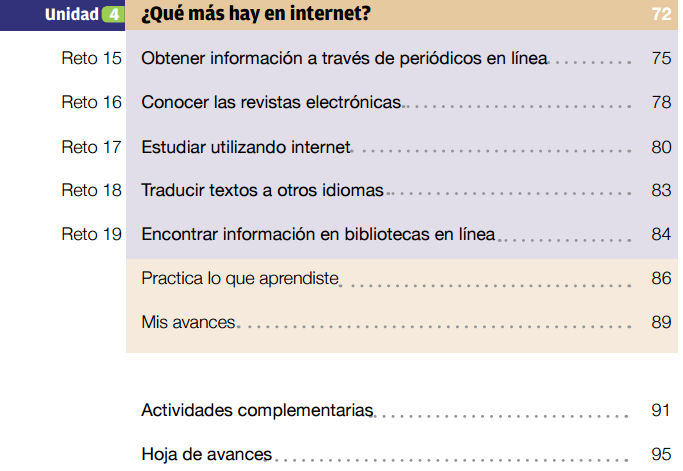 Unidad 4 ¿Qué más hay en internet? 72
Reto 15 Obtener información a través de periódicos en línea 75
Reto 16 Conocer las revistas electrónicas 78
Reto 17 Estudiar utilizando internet 80
Reto 18 Traducir textos a otros idiomas 83
Reto 19 Encontrar información en bibliotecas en línea 84
Practica lo que aprendiste 86
Mis avances 89
Actividades complementarias 91
Hoja de avances 95